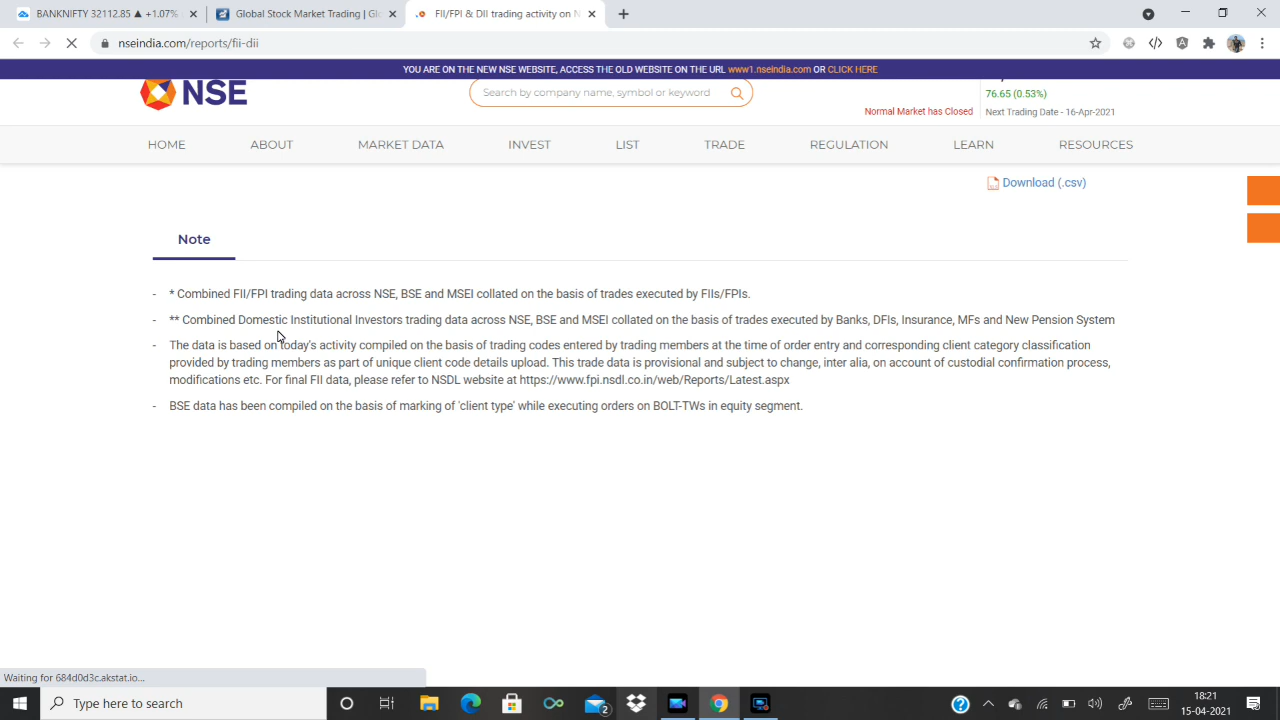 BANKNIFTY 32112.85 ▲ +1.07%
Global Stock Market Trading | Gl
FII/FPI & DII trading activity on N
nseindia.com/reports/fii-dii
YOU ARE ON THE NEW NSE WEBSITE, ACCESS THE OLD WEBSITE ON THE URL www1.nseindia.com OR CLICK HERE
NSE
Search by company name, symbol or keyword
76.65 (0.53%)
Normal Market has Closed
Next Trading Date - 16-Apr-2021
HOME ABOUT MARKET DATA INVEST LIST TRADE REGULATION LEARN RESOURCES
Download (.csv)
Note
- * Combined FII/FPI trading data across NSE, BSE and MSEI collated on the basis of trades executed by FIIs/FPIs.
- ** Combined Domestic Institutional Investors trading data across NSE, BSE and MSEI collated on the basis of trades executed by Banks, DFIs, Insurance, MFs and New Pension System
- The data is based on today's activity compiled on the basis of trading codes entered by trading members at the time of order entry and corresponding client category classification
provided by trading members as part of unique client code details upload. This trade data is provisional and subject to change, inter alia, on account of custodial confirmation process,
modifications etc. For final FII data, please refer to NSDL website at https://www.fpi.nsdl.co.in/web/Reports/Latest.aspx
- BSE data has been compiled on the basis of marking of 'client type' while executing orders on BOLT-TWs in equity segment.
Waiting for 684d0d3c.akstat.io...
Type here to search
2
18:21
15-04-2021